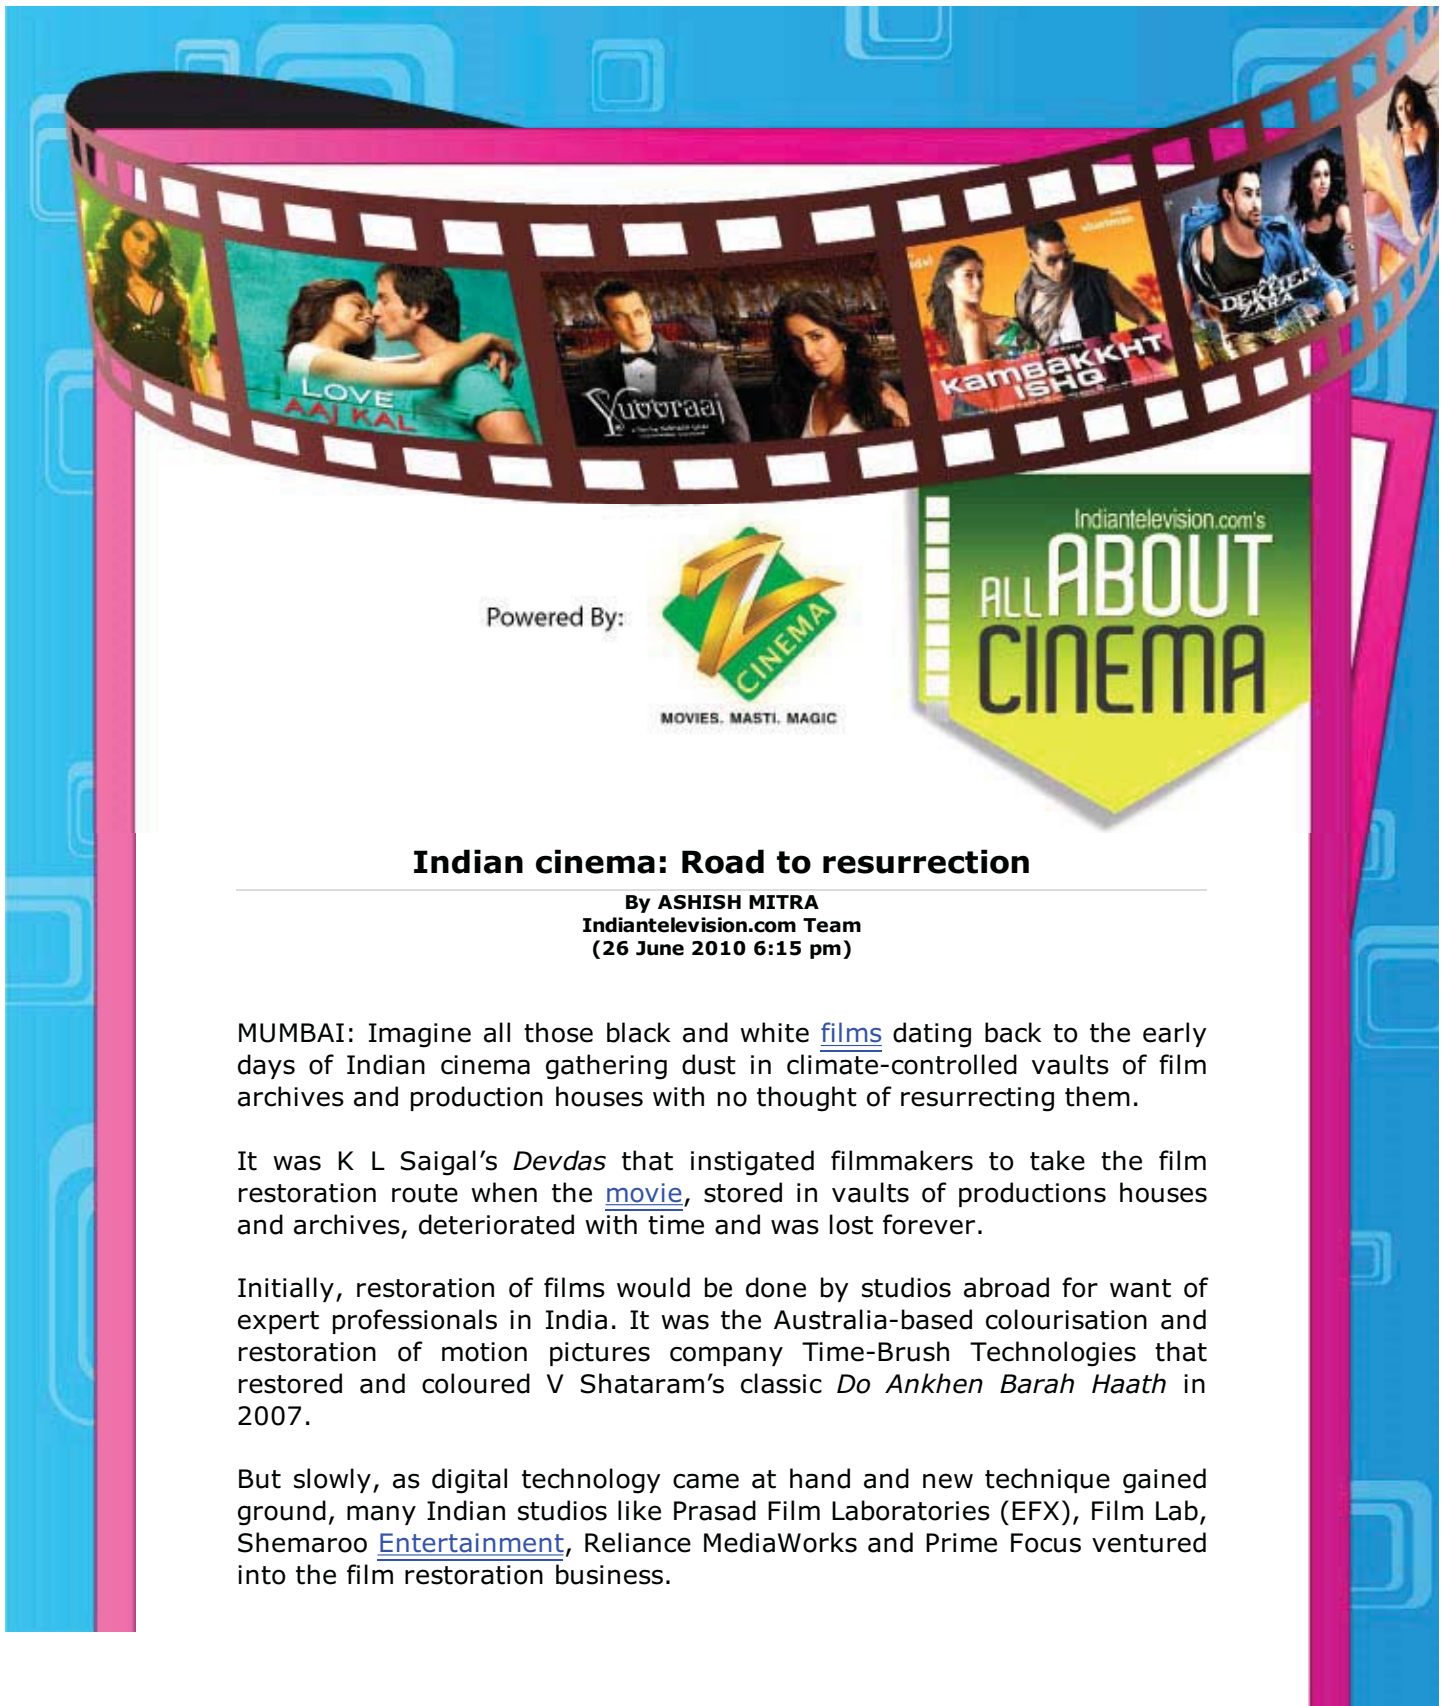 LOVE
AAJ KAL
Yuvvraaj
KAMBAKKHT
ISHQ
DEKHEN
ZARA
Indiantelevision.com's
ALL ABOUT
CINEMA
Powered By:
Z
CINEMA
MOVIES. MASTI. MAGIC
Indian cinema: Road to resurrection
By ASHISH MITRA
Indiantelevision.com Team
(26 June 2010 6:15 pm)
MUMBAI: Imagine all those black and white films dating back to the early
days of Indian cinema gathering dust in climate-controlled vaults of film
archives and production houses with no thought of resurrecting them.
It was K L Saigal’s Devdas that instigated filmmakers to take the film
restoration route when the movie, stored in vaults of productions houses
and archives, deteriorated with time and was lost forever.
Initially, restoration of films would be done by studios abroad for want of
expert professionals in India. It was the Australia-based colourisation and
restoration of motion pictures company Time-Brush Technologies that
restored and coloured V Shataram’s classic Do Ankhen Barah Haath in
2007.
But slowly, as digital technology came at hand and new technique gained
ground, many Indian studios like Prasad Film Laboratories (EFX), Film Lab,
Shemaroo Entertainment, Reliance MediaWorks and Prime Focus ventured
into the film restoration business.